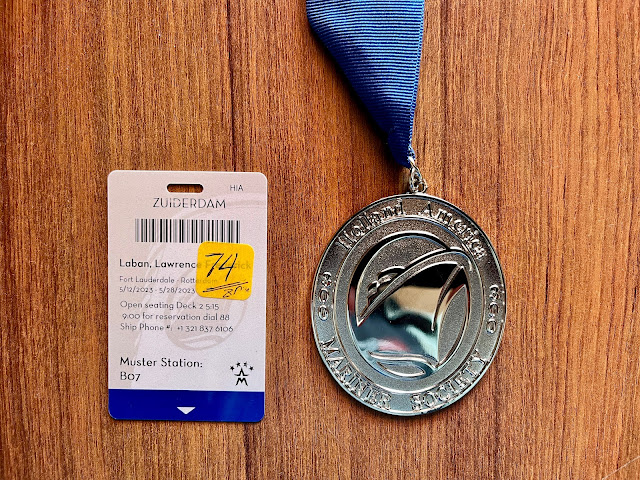 HIA
ZUIDERDAM
Laban, Lawrence
Fort Lauderdale - Rotterdam
5/12/2023 - 5/28/2023
74
Open seating Deck 2 5:15
9:00 for reservation dial 88
Ship Phone #: +1 321 837 6106
Muster Station:
B07
Holland America
MARINER SOCIETY